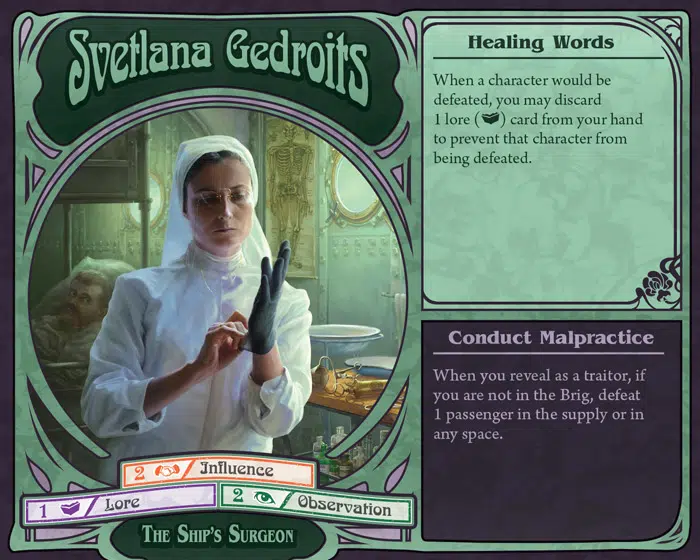 Svetlana Gedroits
2 / Influence
1 / Lore
2 / Observation
The Ship's Surgeon
Healing Words
When a character would be
defeated, you may discard
1 lore ( ) card from your hand
to prevent that character from
being defeated.
Conduct Malpractice
When you reveal as a traitor, if
you are not in the Brig, defeat
1 passenger in the supply or in
any space.